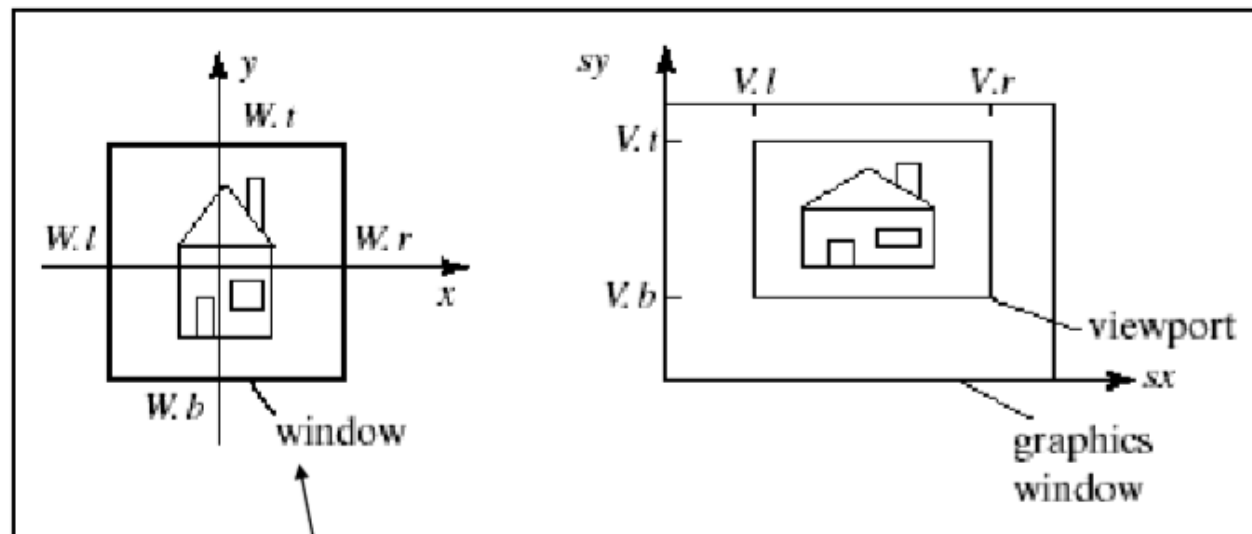 y
W. t
W. l
W. r
x
W. b
window
sy
V. l
V. r
V. t
V. b
viewport
sx
graphics
window